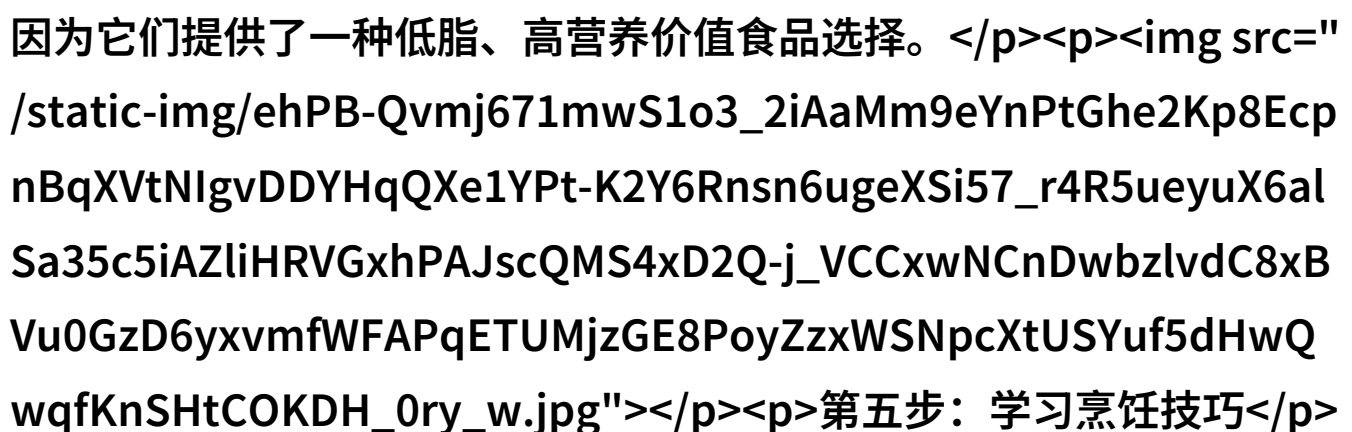 因为它们提供了一种低脂、高营养价值食品选择。</p><p><img src="
/static-img/ehPB-Qvmj671mwS1o3_2iAaMm9eYnPtGhe2Kp8Ecp
nBqXVtNIgvDDYHqQXe1YPt-K2Y6Rnsn6ugeXSi57_r4R5ueyuX6al
Sa35c5iAZliHRVGxhPAJscQMS4xD2Q-j_VCCxwNCnDwbzlvdC8xB
Vu0GzD6yxvmfWFAPqETUMjzGE8PoyZzxWSNpcXtUSYuf5dHwQ
wqfKnSHtCOKDH_0ry_w.jpg"></p><p>第五步：学习烹饪技巧</p>